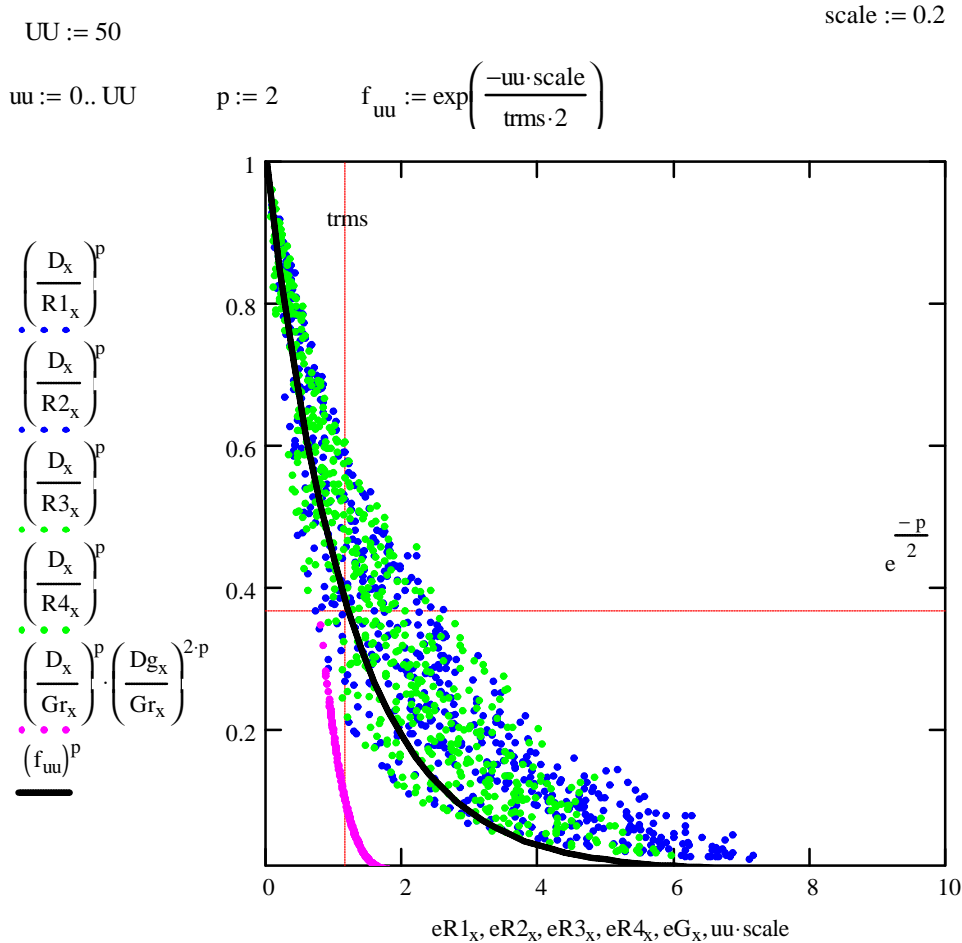 UU := 50
scale := 0.2
uu := 0.. UU p := 2 f_uu := exp(−uu·scale / trms·2)
1
trms
(D_x / R1_x)^p
0.8
(D_x / R2_x)^p
0.6
(D_x / R3_x)^p
e^(−p / 2)
(D_x / R4_x)^p
0.4
(D_x / Gr_x)^p · (Dg_x / Gr_x)^2·p
0.2
(f_uu)^p
0 2 4 6 8 10
eR1_x, eR2_x, eR3_x, eR4_x, eG_x, uu·scale